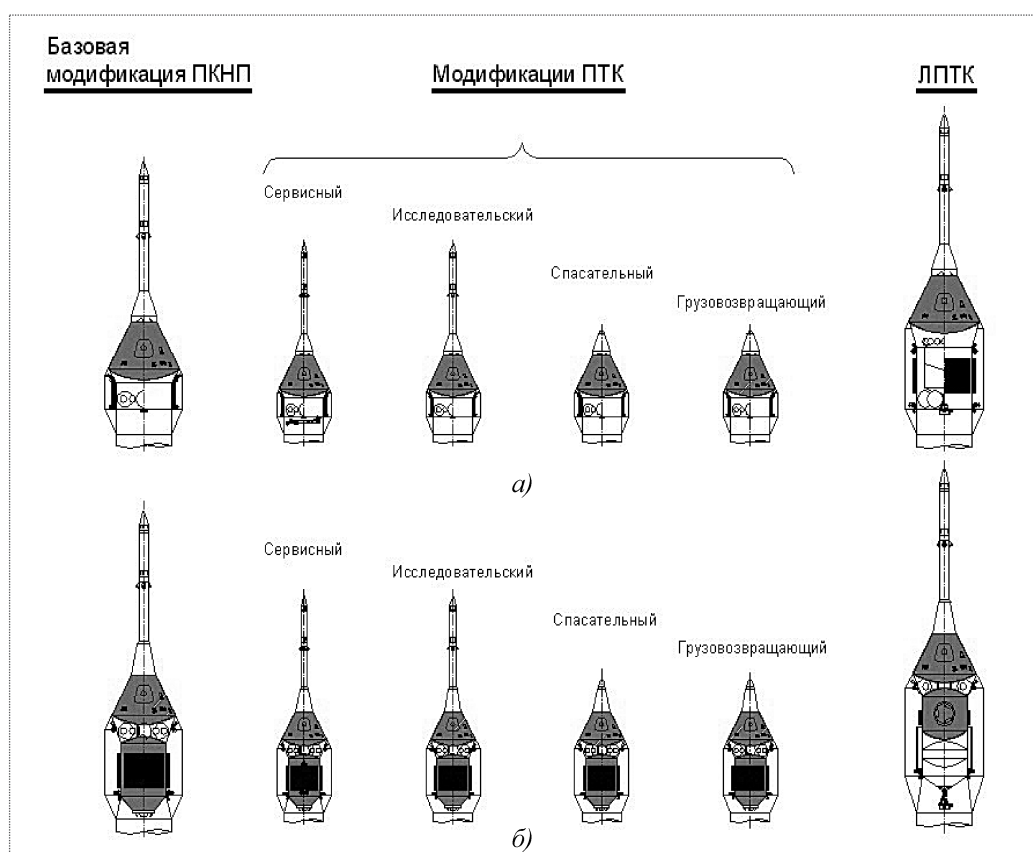 Базовая
модификация ПКНП
Модификации ПТК
ЛПТК
Сервисный
Исследовательский
Спасательный
Грузовозвращающий
а)
Сервисный
Исследовательский
Спасательный
Грузовозвращающий
б)